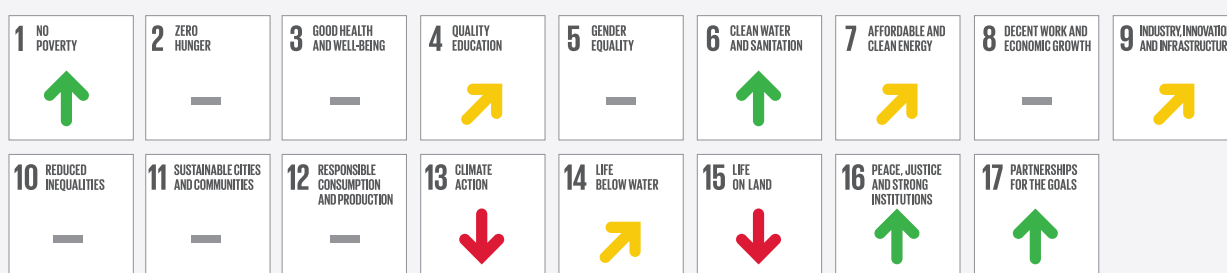 1 NO
POVERTY
2 ZERO
HUNGER
3 GOOD HEALTH
AND WELL-BEING
4 QUALITY
EDUCATION
5 GENDER
EQUALITY
6 CLEAN WATER
AND SANITATION
7 AFFORDABLE AND
CLEAN ENERGY
8 DECENT WORK AND
ECONOMIC GROWTH
9 INDUSTRY, INNOVATIO
AND INFRASTRUCTUR
10 REDUCED
INEQUALITIES
11 SUSTAINABLE CITIES
AND COMMUNITIES
12 RESPONSIBLE
CONSUMPTION
AND PRODUCTION
13 CLIMATE
ACTION
14 LIFE
BELOW WATER
15 LIFE
ON LAND
16 PEACE, JUSTICE
AND STRONG
INSTITUTIONS
17 PARTNERSHIPS
FOR THE GOALS